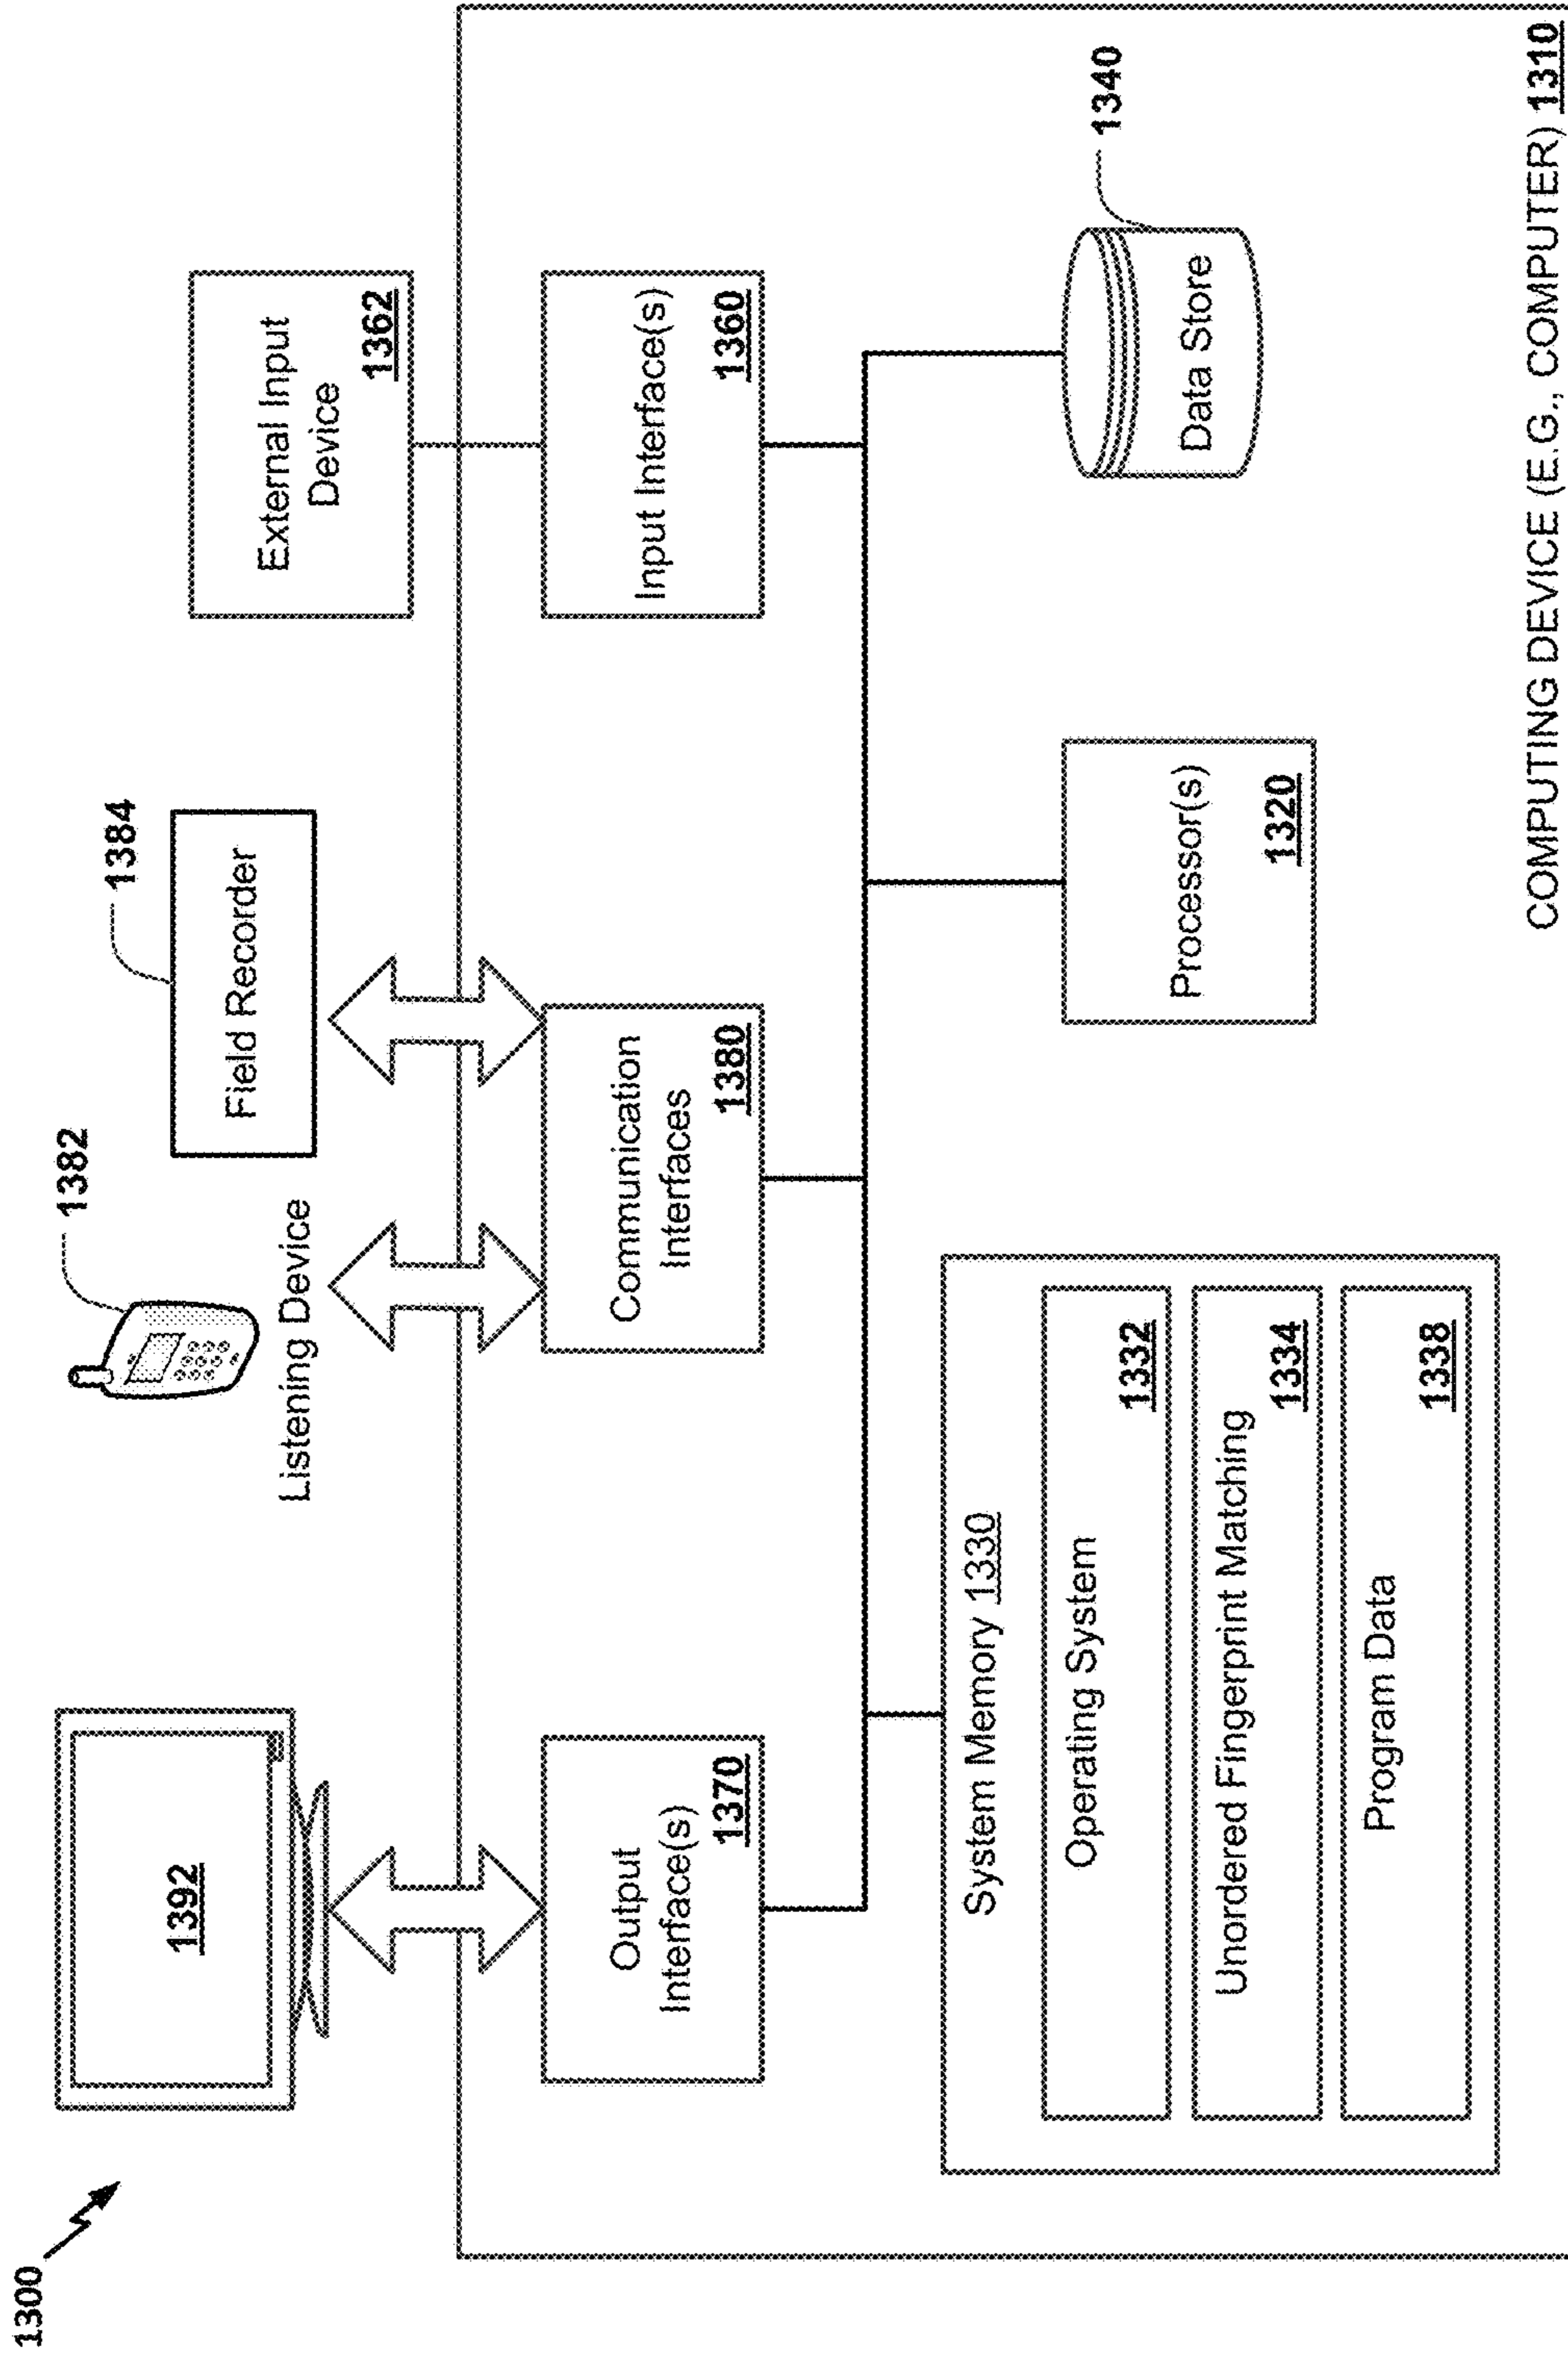 1300
1392
1382
Listening Device
1384
Field Recorder
External Input
Device
1362
Output
Interface(s)
1370
Communication
Interfaces
1380
Input Interface(s)
1360
System Memory 1330
Operating System
1332
Unordered Fingerprint Matching
1334
Program Data
1338
Processor(s)
1320
1340
Data Store
COMPUTING DEVICE (E.G., COMPUTER) 1310